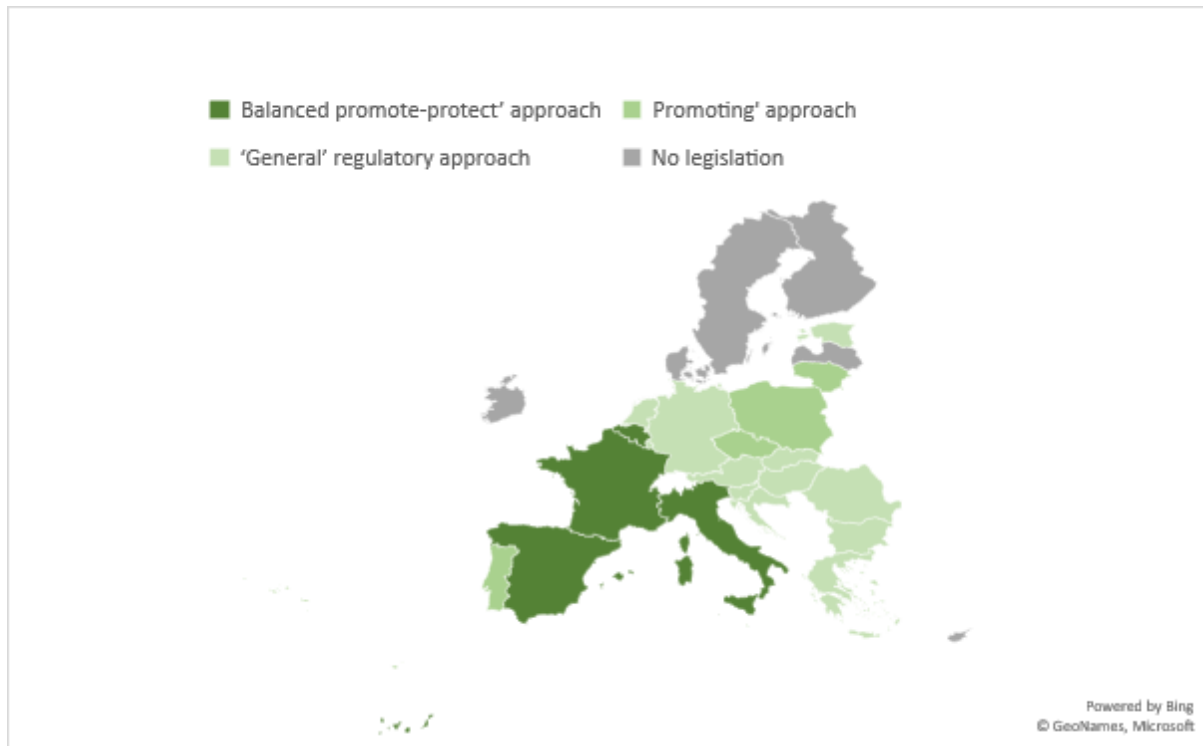 Balanced promote-protect’ approach
Promoting' approach
‘General’ regulatory approach
No legislation
Powered by Bing
© GeoNames, Microsoft